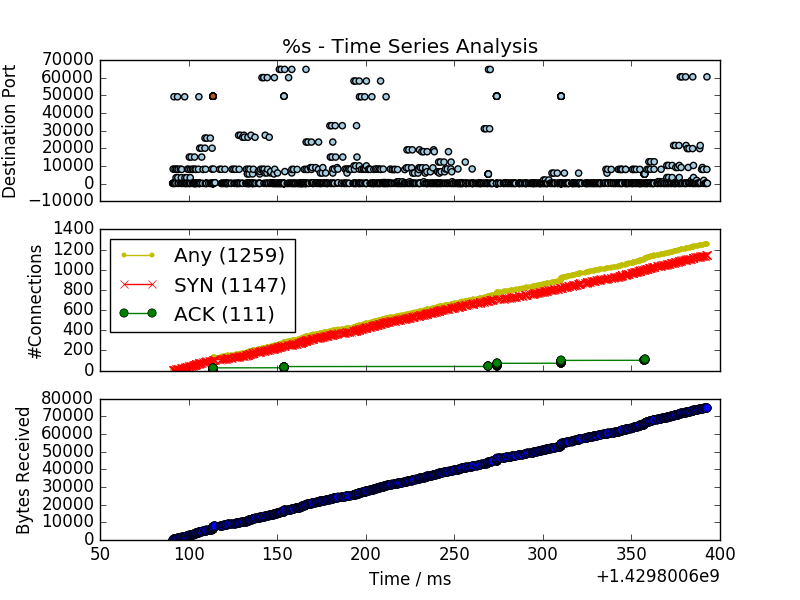 %s - Time Series Analysis
70000
60000
50000
40000
30000
20000
10000
0
−10000
Destination Port
1400
1200
1000
800
600
400
200
0
#Connections
Any (1259)
SYN (1147)
ACK (111)
80000
70000
60000
50000
40000
30000
20000
10000
0
Bytes Received
50 100 150 200 250 300 350 400
Time / ms
+1.4298006e9